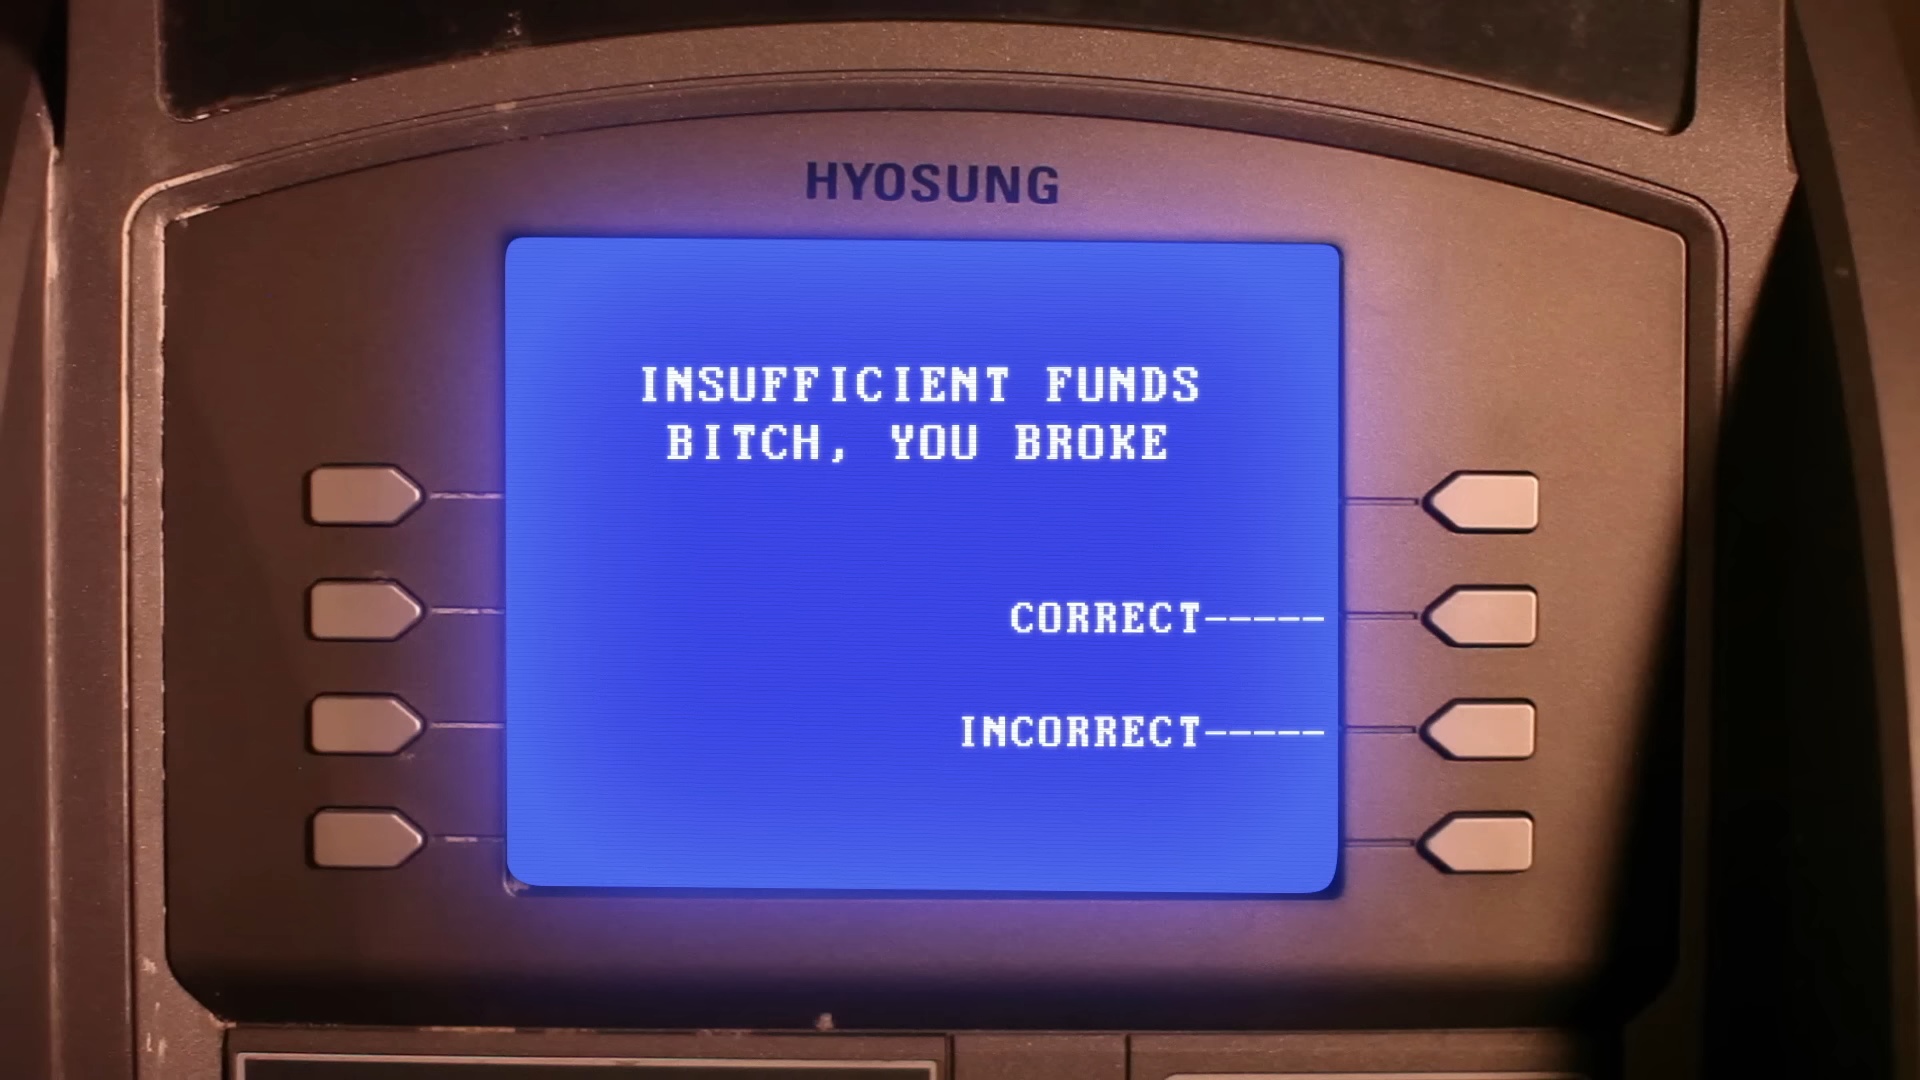 HYOSUNG
INSUFFICIENT FUNDS
BITCH, YOU BROKE
CORRECT-----
INCORRECT-----